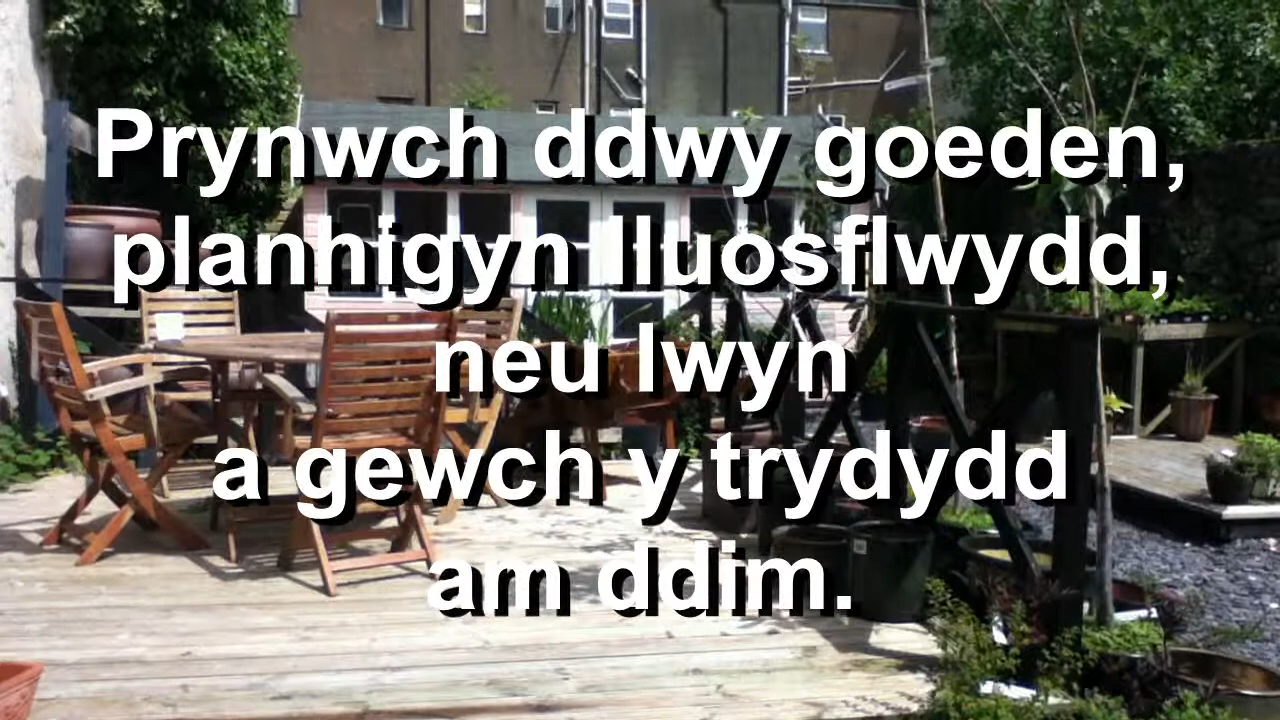 Prynwch ddwy goeden,
planhigyn lluosflwydd,
neu lwyn
a gewch y trydydd
am ddim.